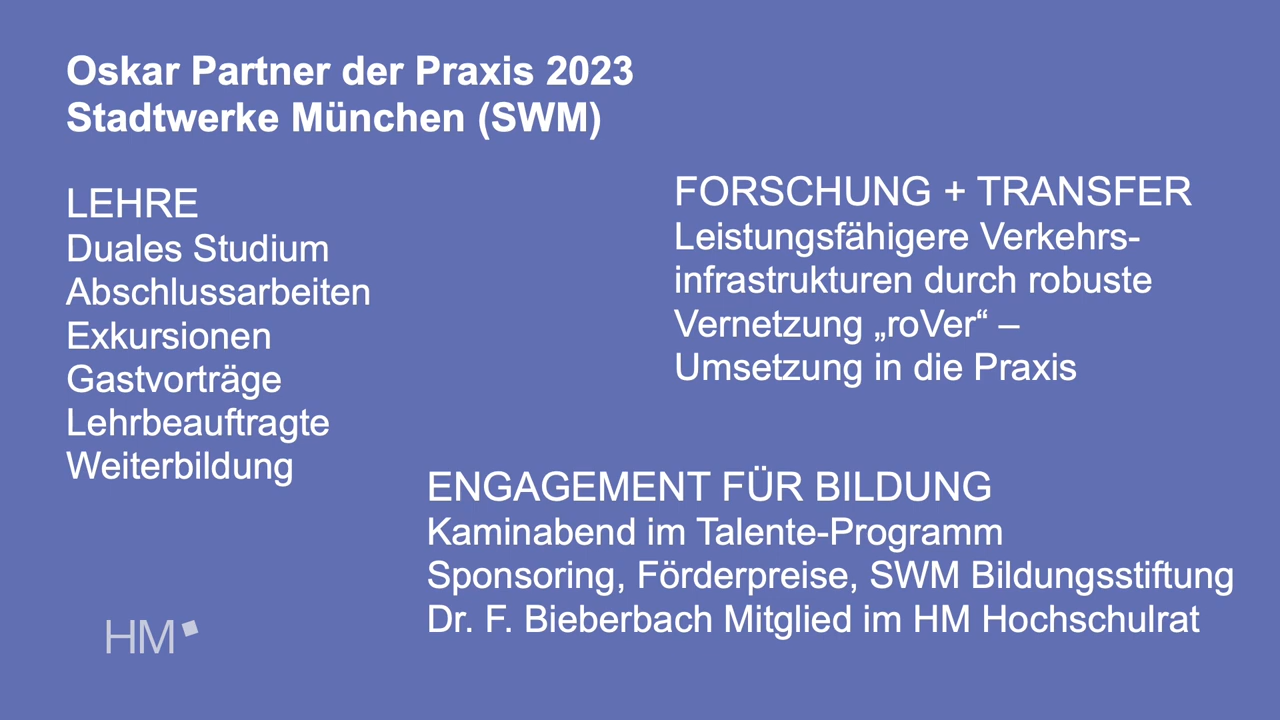 Oskar Partner der Praxis 2023
Stadtwerke München (SWM)
LEHRE
Duales Studium
Abschlussarbeiten
Exkursionen
Gastvorträge
Lehrbeauftragte
Weiterbildung
FORSCHUNG + TRANSFER
Leistungsfähigere Verkehrs-
infrastrukturen durch robuste
Vernetzung „roVer“ –
Umsetzung in die Praxis
ENGAGEMENT FÜR BILDUNG
Kaminabend im Talente-Programm
Sponsoring, Förderpreise, SWM Bildungsstiftung
Dr. F. Bieberbach Mitglied im HM Hochschulrat
HM